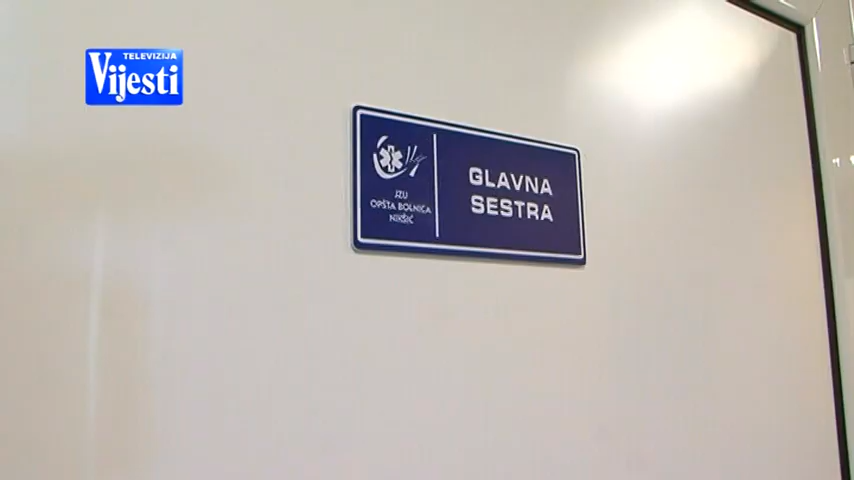 TELEVIZIJA
Vijesti
JZU
OPŠTA BOLNICA
NIKŠIĆ
GLAVNA
SESTRA